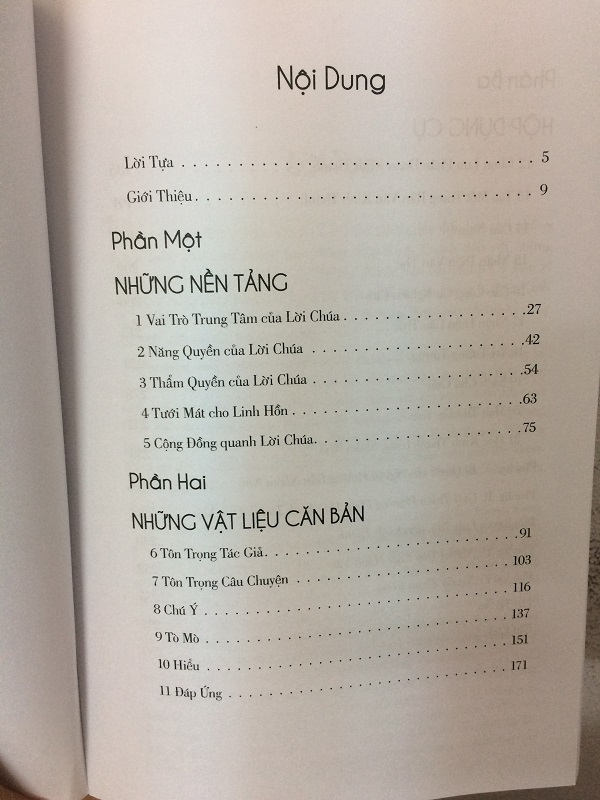 Nội Dung
Lời Tựa . . . . . . . . . . . . . . . . . . . . . . . . . . . . 5
Giới Thiệu . . . . . . . . . . . . . . . . . . . . . . . . . . 9
Phần Một
NHỮNG NỀN TẢNG
1 Vai Trò Trung Tâm của Lời Chúa . . . . . . . . . . . . . . 27
2 Năng Quyền của Lời Chúa . . . . . . . . . . . . . . . . . 42
3 Thẩm Quyền của Lời Chúa . . . . . . . . . . . . . . . . . 54
4 Tưới Mát cho Linh Hồn . . . . . . . . . . . . . . . . . . 63
5 Cộng Đồng quanh Lời Chúa . . . . . . . . . . . . . . . . . 75
Phần Hai
NHỮNG VẬT LIỆU CĂN BẢN
6 Tôn Trọng Tác Giả . . . . . . . . . . . . . . . . . . . . 91
7 Tôn Trọng Câu Chuyện . . . . . . . . . . . . . . . . . . 103
8 Chú Ý . . . . . . . . . . . . . . . . . . . . . . . . . . 116
9 Tò Mò . . . . . . . . . . . . . . . . . . . . . . . . . . 137
10 Hiểu . . . . . . . . . . . . . . . . . . . . . . . . . . 151
11 Đáp Ứng . . . . . . . . . . . . . . . . . . . . . . . . . 171